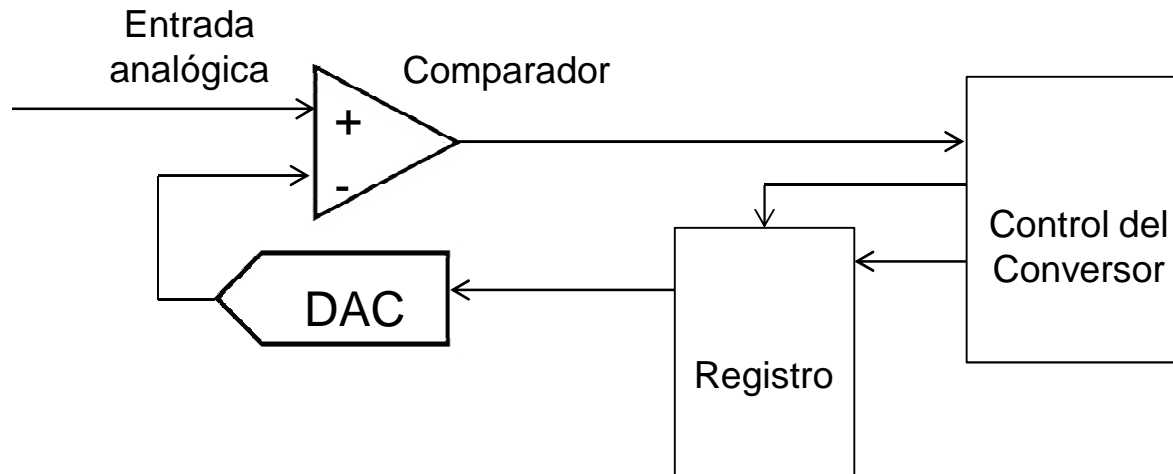 Entrada
analógica
Comparador
+
-
Control del
Conversor
DAC
Registro